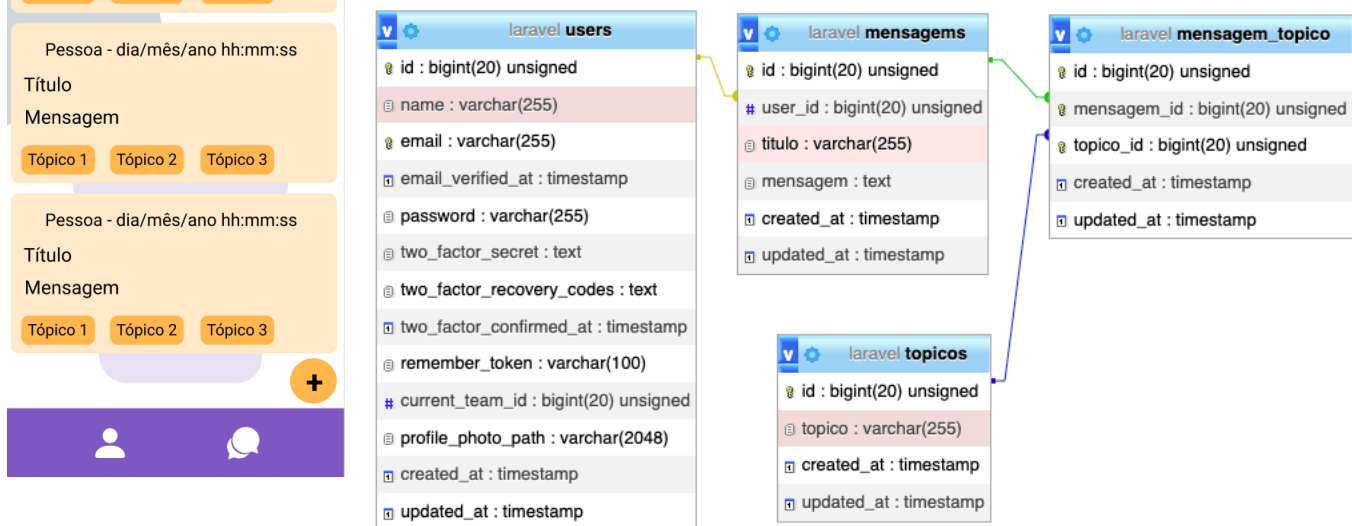 Pessoa - dia/mês/ano hh:mm:ss
Título
Mensagem
Tópico 1 Tópico 2 Tópico 3
Pessoa - dia/mês/ano hh:mm:ss
Título
Mensagem
Tópico 1 Tópico 2 Tópico 3
+
v laravel users
id : bigint(20) unsigned
name : varchar(255)
email : varchar(255)
email_verified_at : timestamp
password : varchar(255)
two_factor_secret : text
two_factor_recovery_codes : text
two_factor_confirmed_at : timestamp
remember_token : varchar(100)
# current_team_id : bigint(20) unsigned
profile_photo_path : varchar(2048)
created_at : timestamp
updated_at : timestamp
v laravel mensagems
id : bigint(20) unsigned
# user_id : bigint(20) unsigned
titulo : varchar(255)
mensagem : text
created_at : timestamp
updated_at : timestamp
v laravel mensagem_topico
id : bigint(20) unsigned
mensagem_id : bigint(20) unsigned
topico_id : bigint(20) unsigned
created_at : timestamp
updated_at : timestamp
v laravel topicos
id : bigint(20) unsigned
topico : varchar(255)
created_at : timestamp
updated_at : timestamp